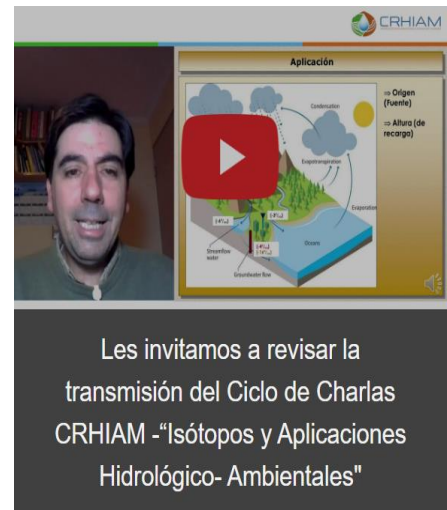 CRHIAM
Aplicación
Condensation
⇒ Origen
(Fuente)
⇒ Altura (de
recarga)
Evapotranspiration
Evaporation
Streamflow
water
Oceans
Groundwater flow
Les invitamos a revisar la
transmisión del Ciclo de Charlas
CRHIAM -“Isótopos y Aplicaciones
Hidrológico- Ambientales"